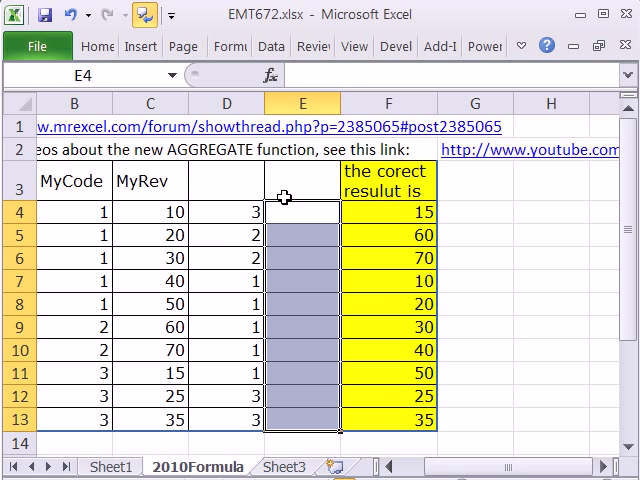 EMT672.xlsx - Microsoft Excel
File Home Insert Page Formu Data Reviev View Devel Add-I Power
E4 fx
B C D E F G H
1 w.mrexcel.com/forum/showthread.php?p=2385065#post2385065
2 eos about the new AGGREGATE function, see this link: http://www.youtube.com
3 MyCode MyRev the corect resulut is
4 1 10 3 15
5 1 20 2 60
6 1 30 2 70
7 1 40 1 10
8 1 50 1 20
9 2 60 1 30
10 2 70 1 40
11 3 15 1 50
12 3 25 3 25
13 3 35 3 35
14
Sheet1 2010Formula Sheet3